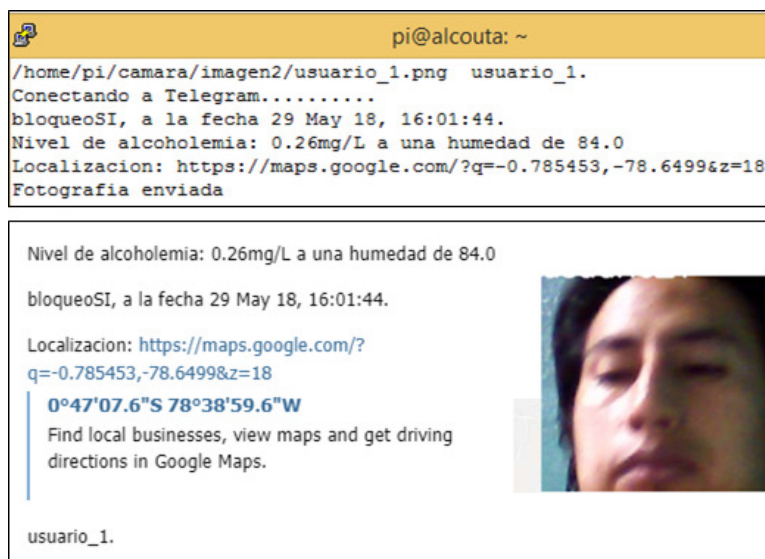 pi@alcouta: ~
/home/pi/camara/imagen2/usuario_1.png  usuario_1.
Conectando a Telegram..........
bloqueoSI, a la fecha 29 May 18, 16:01:44.
Nivel de alcoholemia: 0.26mg/L a una humedad de 84.0
Localizacion: https://maps.google.com/?q=-0.785453,-78.6499&z=18
Fotografia enviada
Nivel de alcoholemia: 0.26mg/L a una humedad de 84.0
bloqueoSI, a la fecha 29 May 18, 16:01:44.
Localizacion: https://maps.google.com/?
q=-0.785453,-78.6499&z=18
0°47'07.6"S 78°38'59.6"W
Find local businesses, view maps and get driving
directions in Google Maps.
usuario_1.